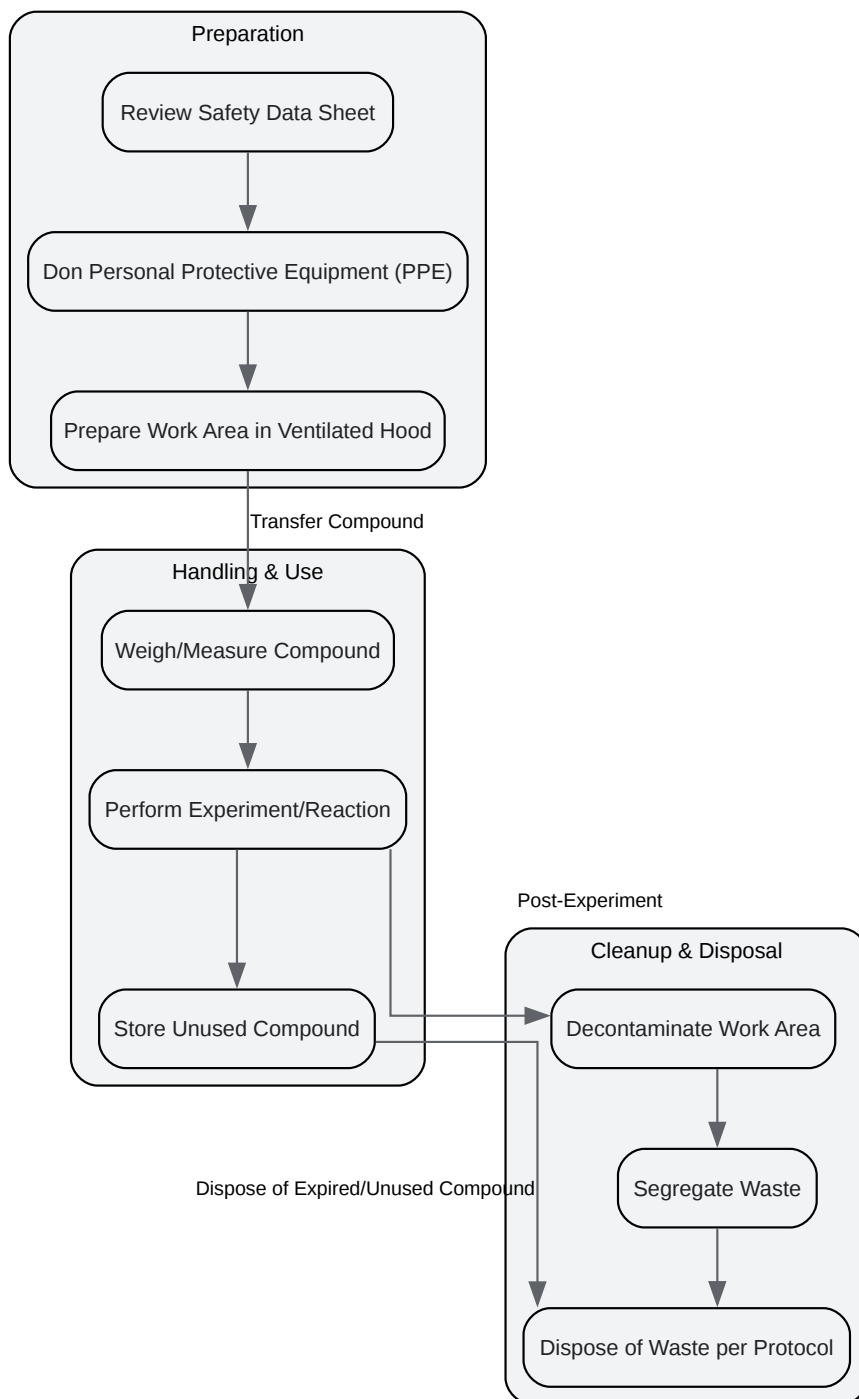 Preparation
Review Safety Data Sheet
Don Personal Protective Equipment (PPE)
Prepare Work Area in Ventilated Hood
Transfer Compound
Handling & Use
Weigh/Measure Compound
Perform Experiment/Reaction
Post-Experiment
Cleanup & Disposal
Store Unused Compound
Decontaminate Work Area
Dispose of Expired/Unused Compound
Segregate Waste
Dispose of Waste per Protocol